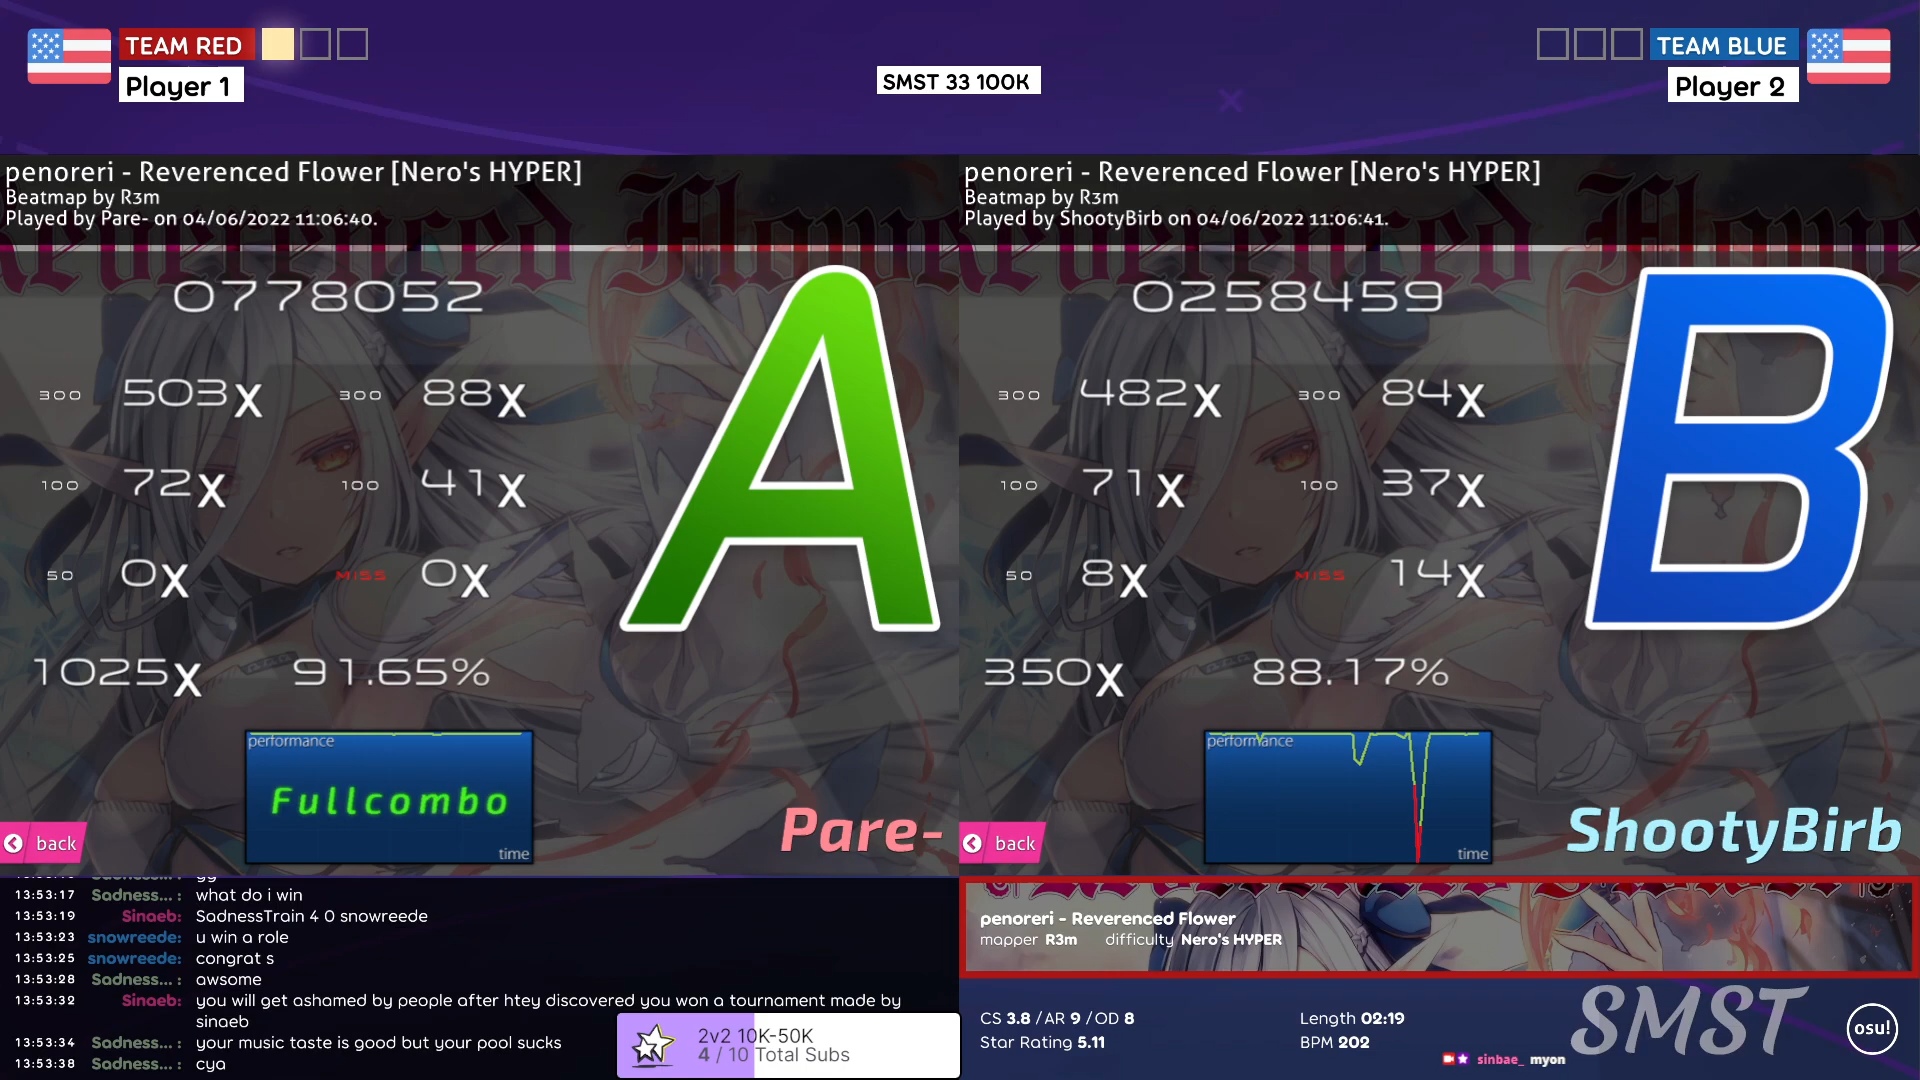 TEAM RED
Player 1
SMST 33 100K
TEAM BLUE
Player 2
penoreri - Reverenced Flower [Nero's HYPER]
Beatmap by R3m
Played by Pare- on 04/06/2022 11:06:40.
0778052
300 503x 300 88x
100 72x 100 41x
50 0x MISS 0x
1025x 91.65%
performance
Fullcombo
time
A
Pare-
back
penoreri - Reverenced Flower [Nero's HYPER]
Beatmap by R3m
Played by ShootyBirb on 04/06/2022 11:06:41.
0258459
300 482x 300 84x
100 71x 100 37x
50 8x MISS 14x
350x 88.17%
performance
time
B
ShootyBirb
back
13:53:17 Sadness... : what do i win
13:53:19 Sinaeb: SadnessTrain 4 0 snowreede
13:53:23 snowreede: u win a role
13:53:25 snowreede: congrat s
13:53:28 Sadness... : awsome
13:53:32 Sinaeb: you will get ashamed by people after htey discovered you won a tournament made by
sinaeb
13:53:34 Sadness... : your music taste is good but your pool sucks
13:53:38 Sadness... : cya
2v2 10K-50K
4 / 10 Total Subs
penoreri - Reverenced Flower
mapper R3m difficulty Nero's HYPER
CS 3.8 / AR 9 / OD 8
Star Rating 5.11
Length 02:19
BPM 202
SMST
osu!
sinbae_ myon